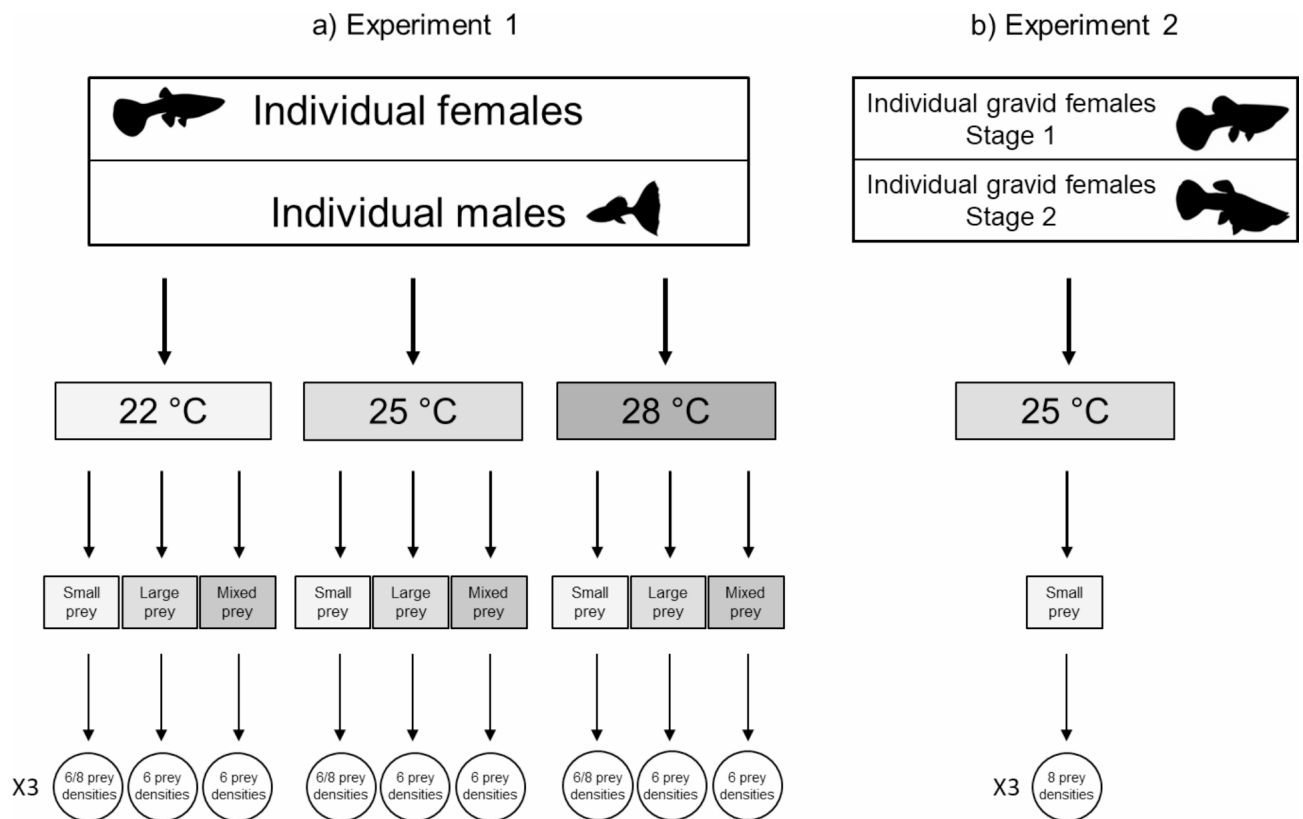 a) Experiment 1
Individual females
Individual males
22 °C
25 °C
28 °C
Small
prey
Large
prey
Mixed
prey
Small
prey
Large
prey
Mixed
prey
Small
prey
Large
prey
Mixed
prey
X3
6/8 prey
densities
6 prey
densities
6 prey
densities
6/8 prey
densities
6 prey
densities
6 prey
densities
6/8 prey
densities
6 prey
densities
6 prey
densities
b) Experiment 2
Individual gravid females
Stage 1
Individual gravid females
Stage 2
25 °C
Small
prey
X3
8 prey
densities